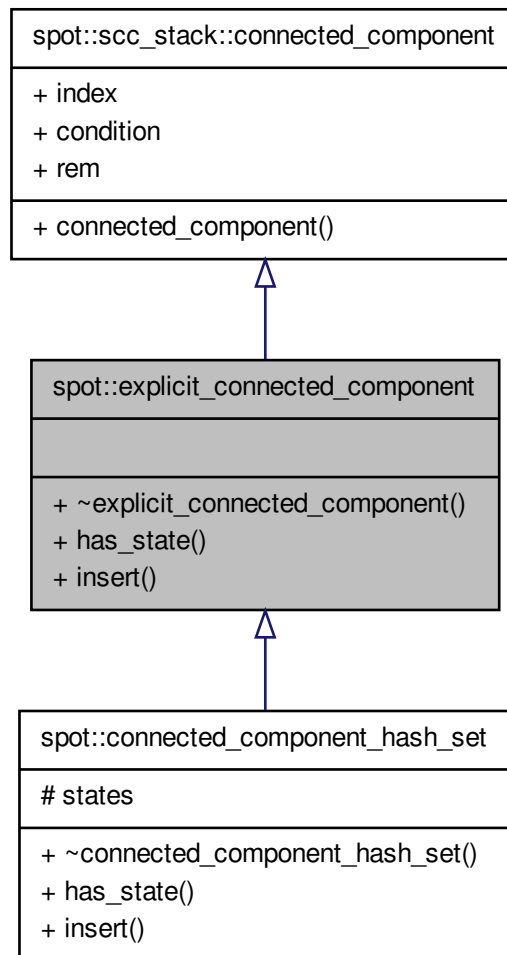 spot::scc_stack::connected_component
+ index
+ condition
+ rem
+ connected_component()
spot::explicit_connected_component
+ ~explicit_connected_component()
+ has_state()
+ insert()
spot::connected_component_hash_set
# states
+ ~connected_component_hash_set()
+ has_state()
+ insert()